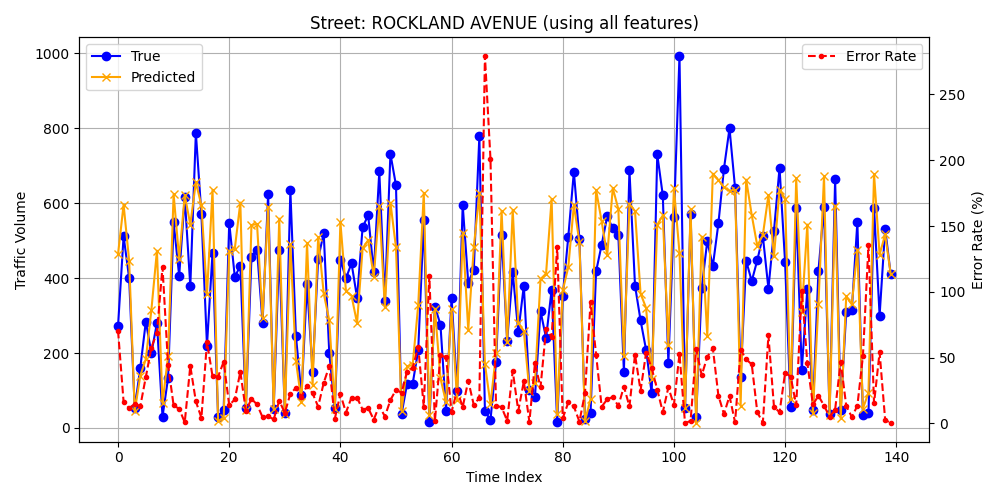 Street: ROCKLAND AVENUE (using all features)
True
Predicted
Error Rate
Traffic Volume
1000
800
600
400
200
0
250
200
150
100
50
0
Error Rate (%)
0 20 40 60 80 100 120 140
Time Index